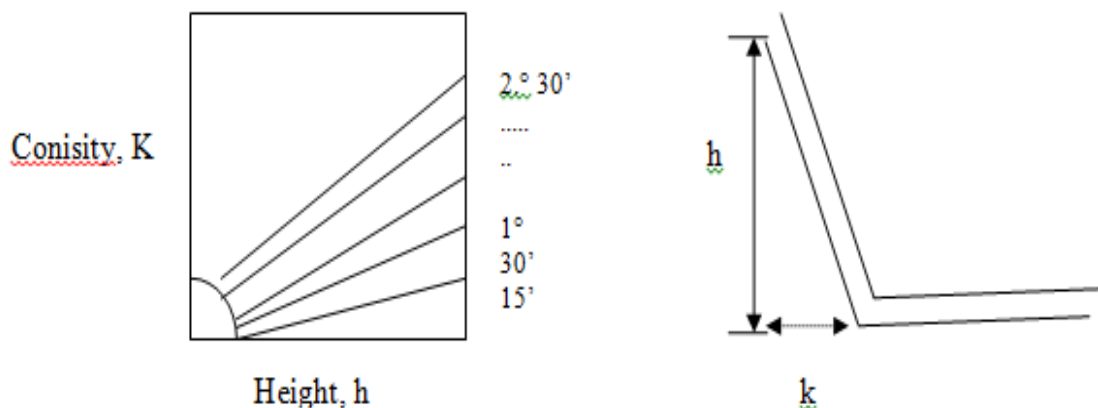 Conisity, K
2,° 30’
.....
..
1°
30’
15’
Height, h
h
k